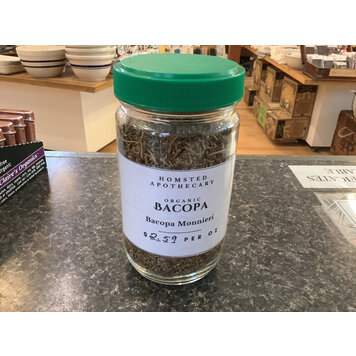 HOMSTED
APOTHECARY
ORGANIC
BACOPA
Bacopa Monnieri
$2.59 PER OZ